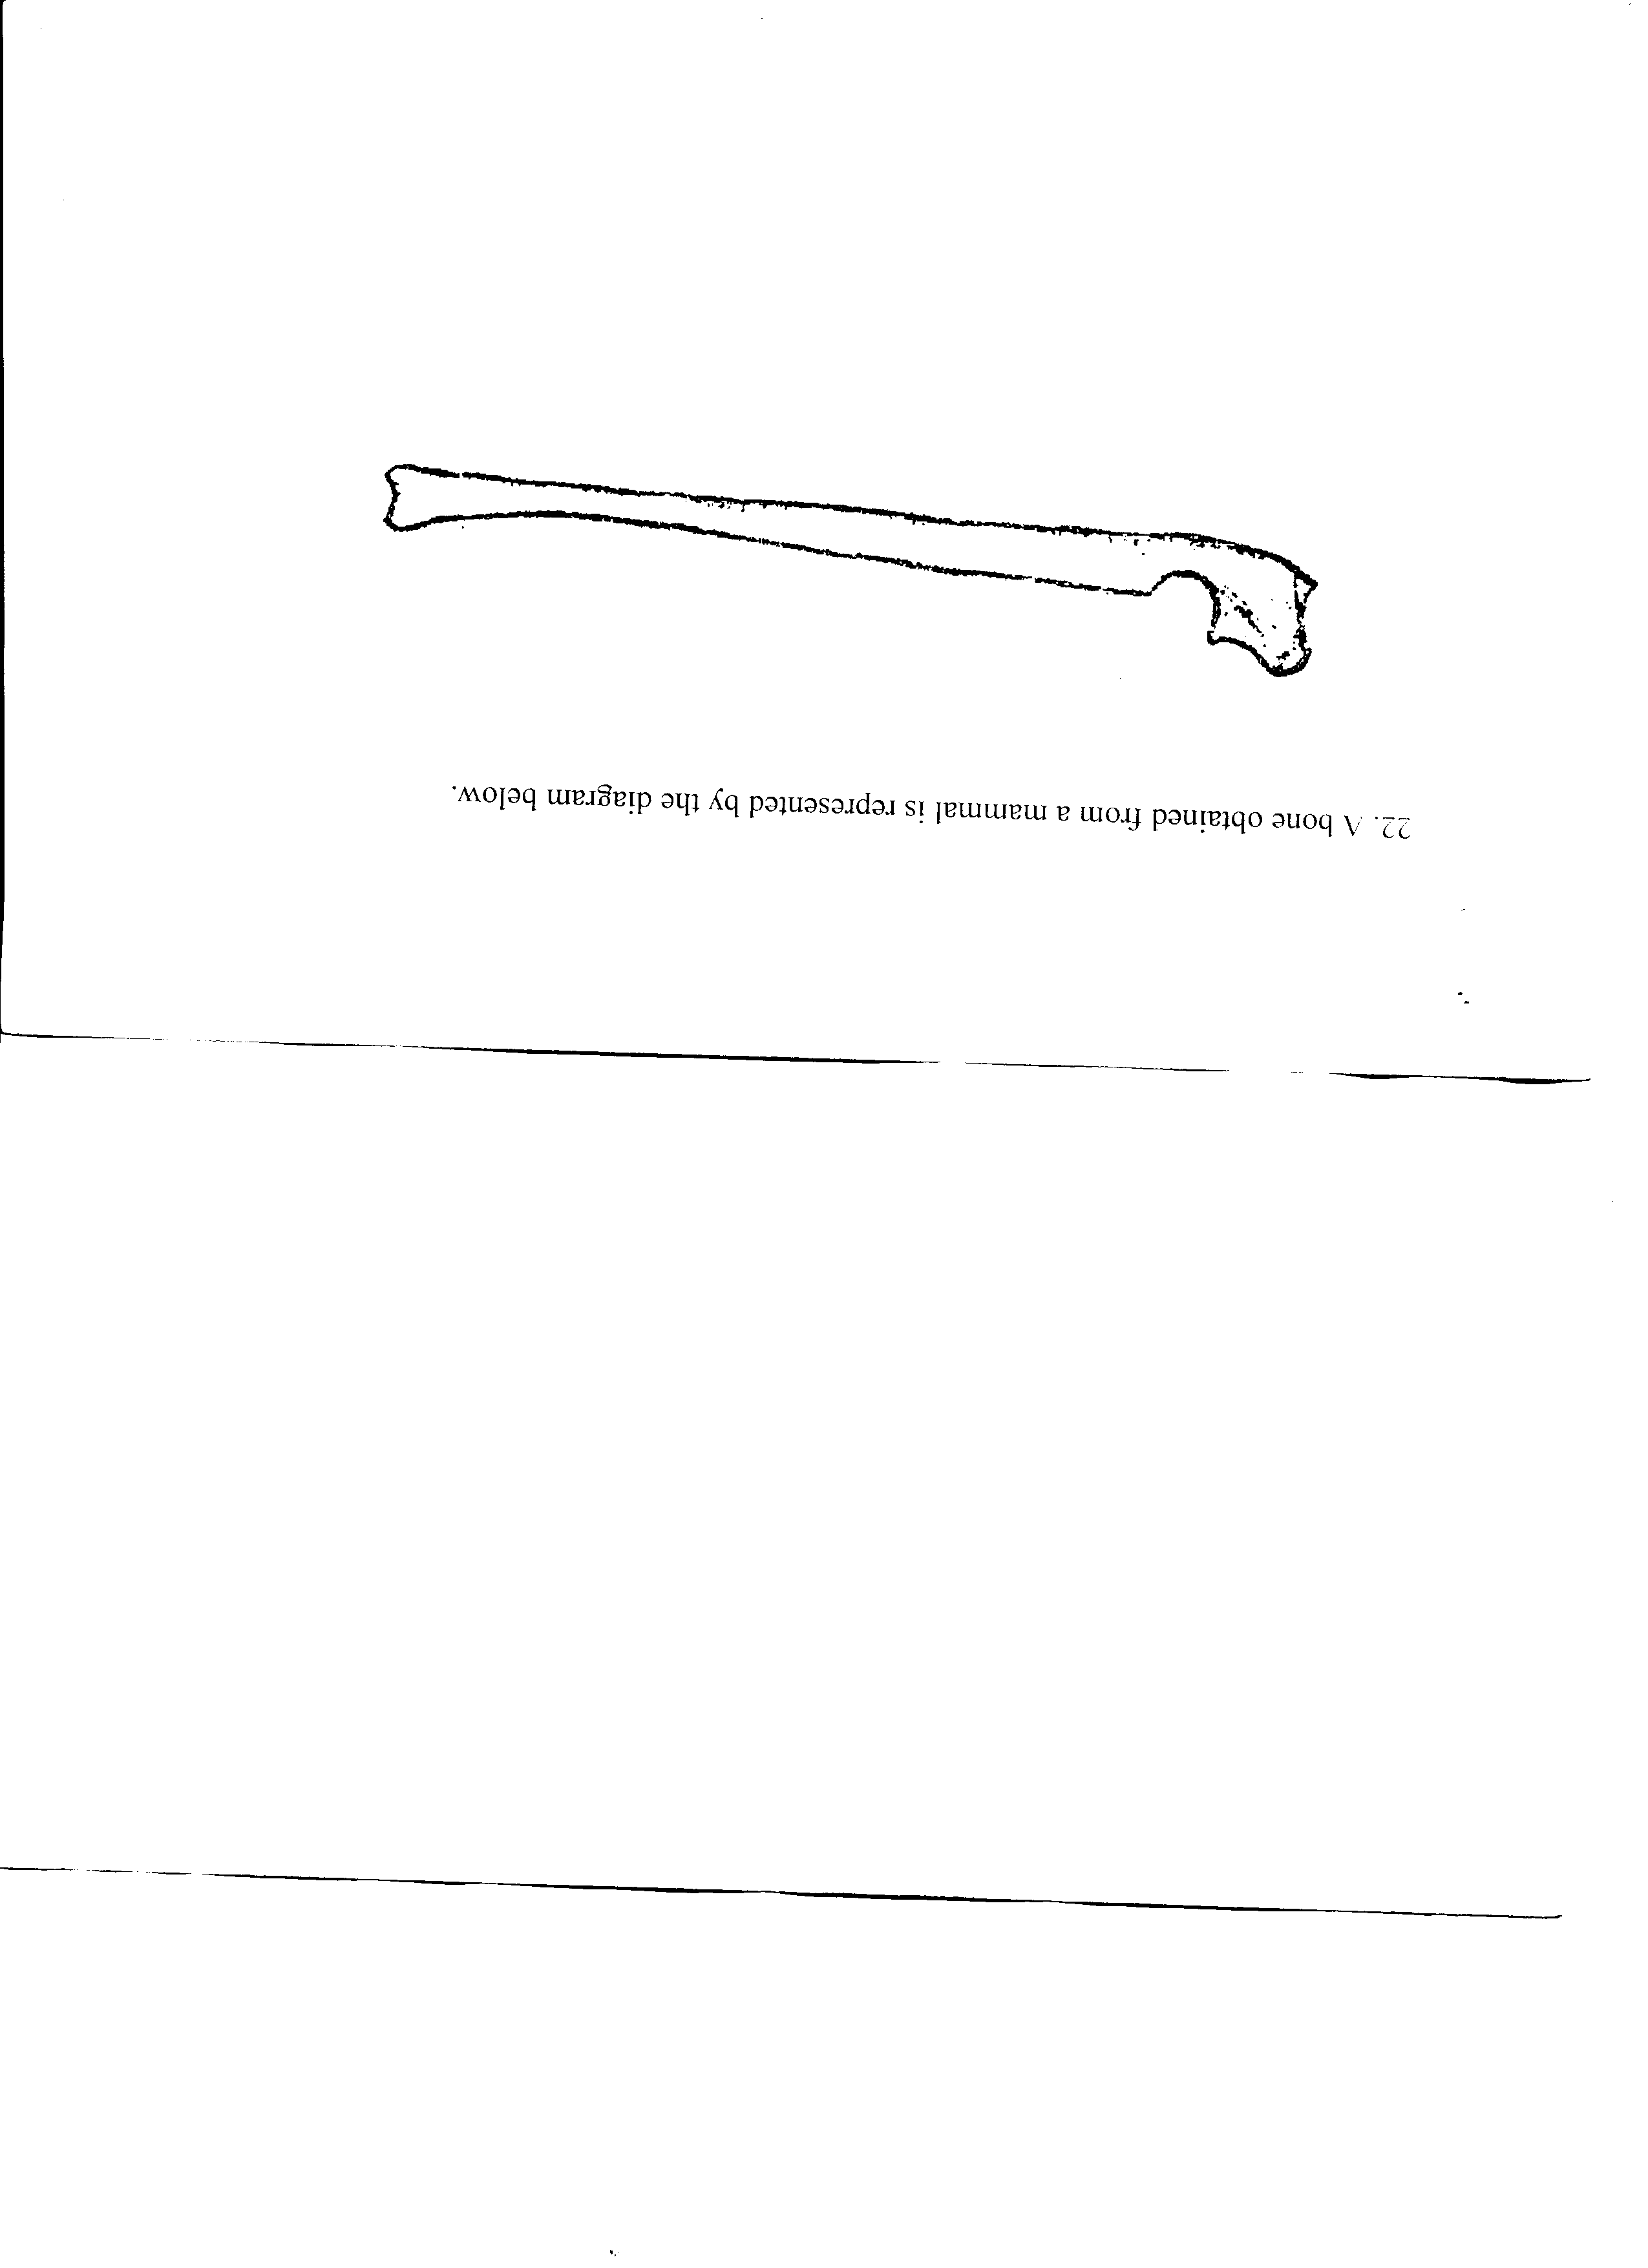 22. A bone obtained from a mammal is represented by the diagram below.